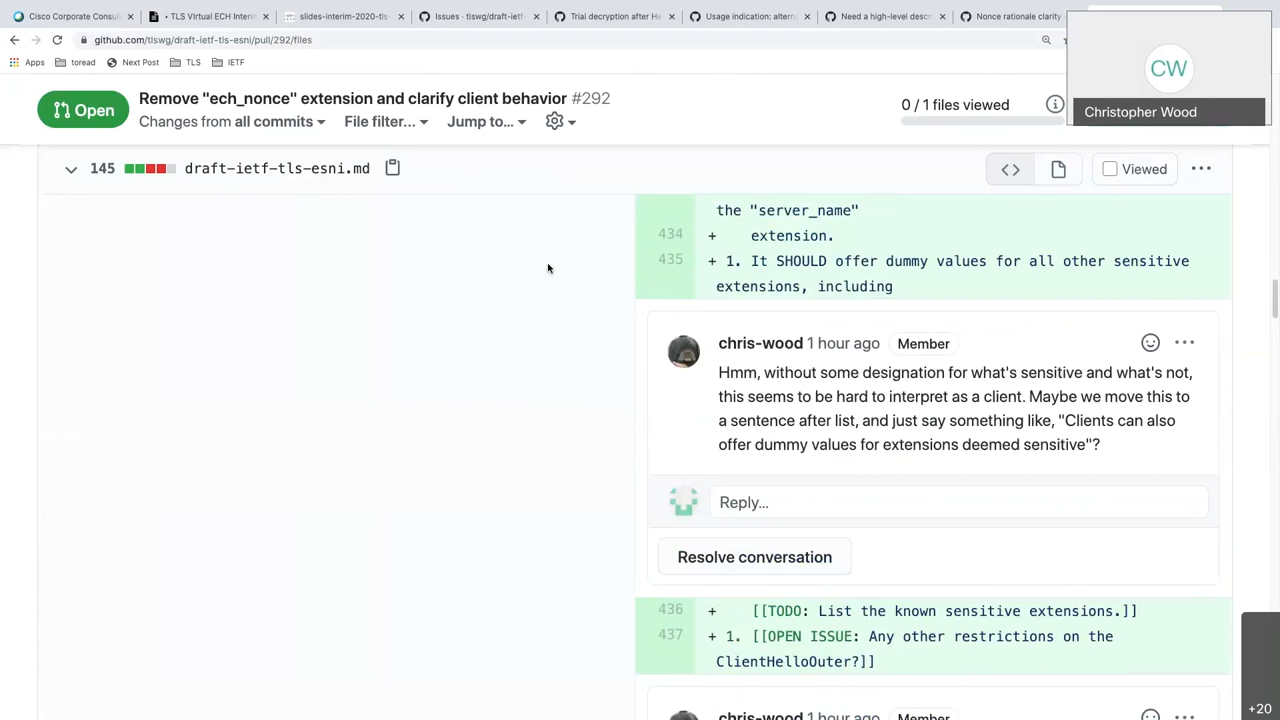 Cisco Corporate Consul
• TLS VIrtual ECH Interim
slides-interim-2020-tls-
Issues · tlswg/draft-ietf-
Trial decryption after He
Usage indication: altern
Need a high-level descri
Nonce rationale clarity
github.com/tlswg/draft-ietf-tls-esni/pull/292/files
Apps
toread
Next Post
TLS
IETF
CW
Christopher Wood
Open
Remove "ech_nonce" extension and clarify client behavior #292
Changes from all commits
File filter...
Jump to...
0 / 1 files viewed
145
draft-ietf-tls-esni.md
Viewed
the "server_name"
434 + extension.
435 + 1. It SHOULD offer dummy values for all other sensitive
extensions, including
chris-wood 1 hour ago Member
Hmm, without some designation for what's sensitive and what's not,
this seems to be hard to interpret as a client. Maybe we move this to
a sentence after list, and just say something like, "Clients can also
offer dummy values for extensions deemed sensitive"?
Reply...
Resolve conversation
436 + [[TODO: List the known sensitive extensions.]]
437 + 1. [[OPEN ISSUE: Any other restrictions on the
ClientHelloOuter?]]
chris-wood 1 hour ago Member
+20